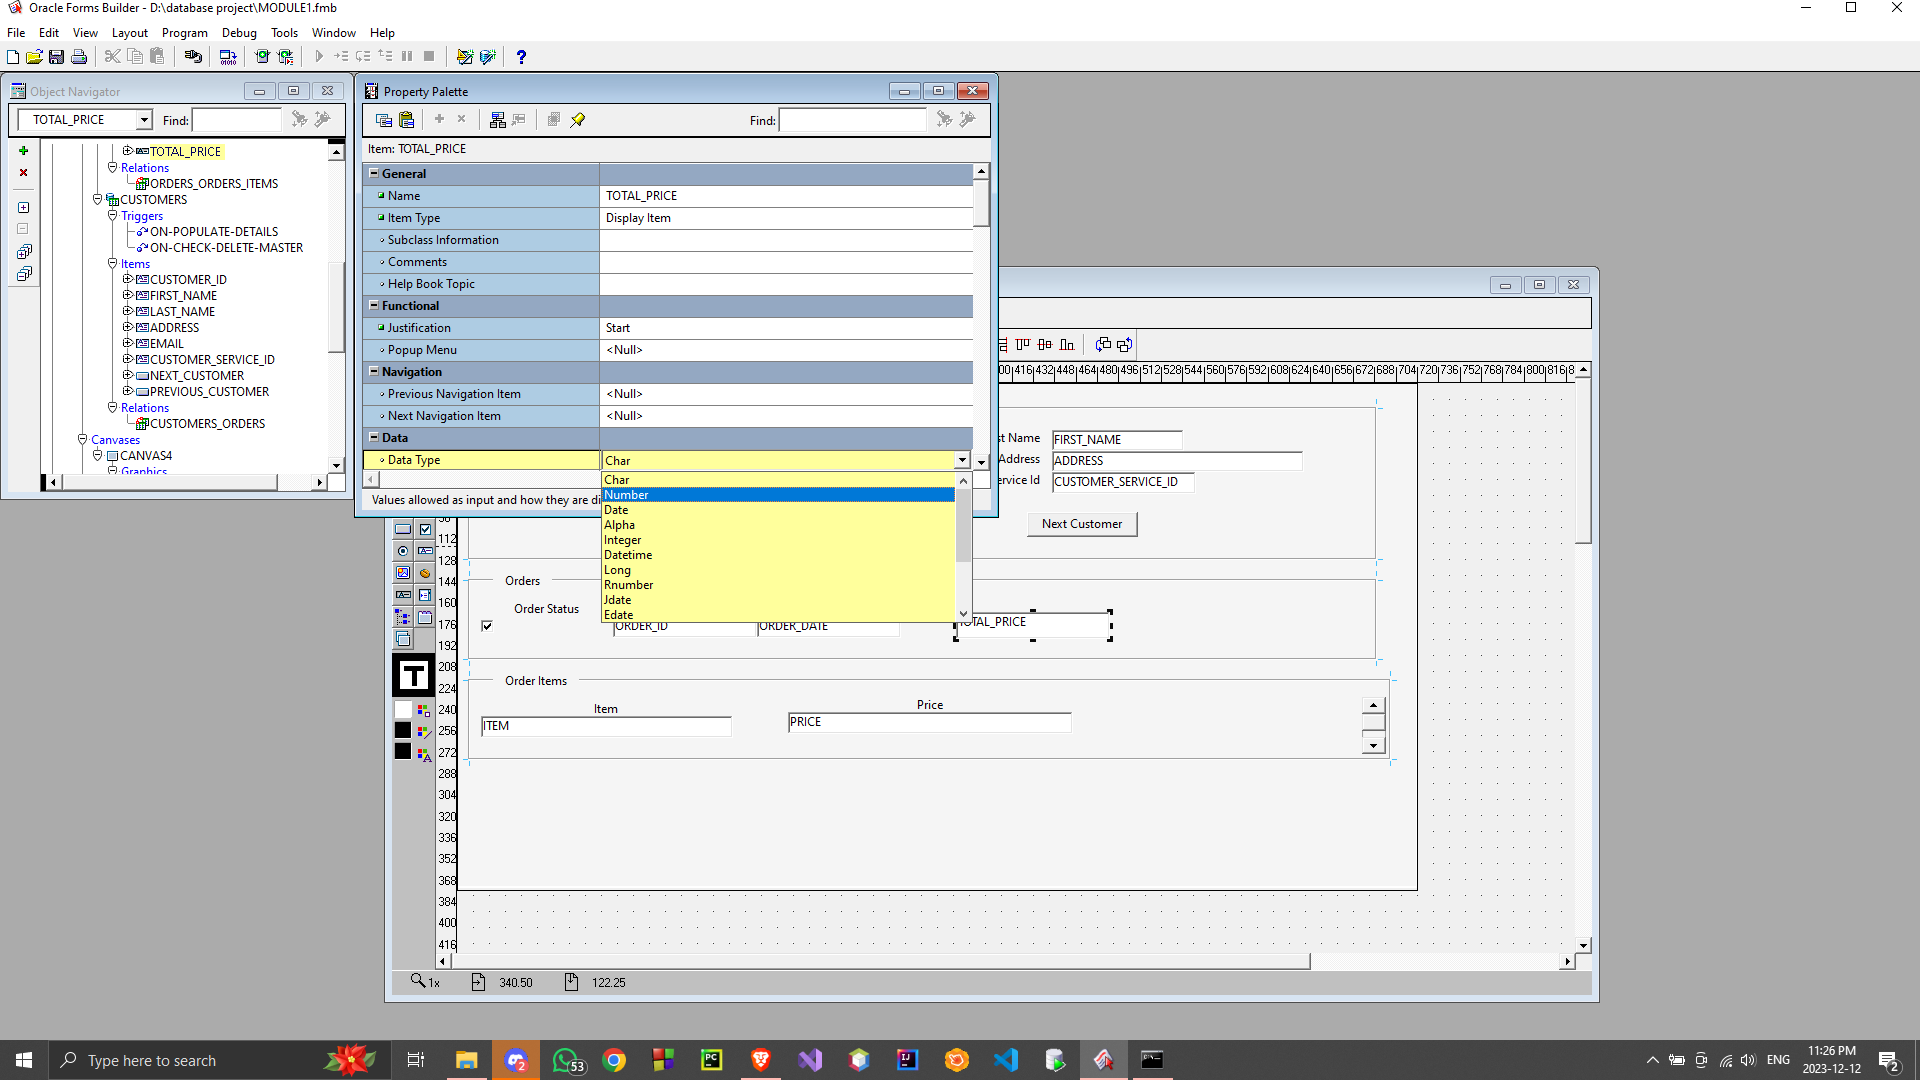 Oracle Forms Builder - D:\database project\MODULE1.fmb
File Edit View Layout Program Debug Tools Window Help
Object Navigator
TOTAL_PRICE Find:
TOTAL_PRICE
Relations
ORDERS_ORDERS_ITEMS
CUSTOMERS
Triggers
ON-POPULATE-DETAILS
ON-CHECK-DELETE-MASTER
Items
CUSTOMER_ID
FIRST_NAME
LAST_NAME
ADDRESS
EMAIL
CUSTOMER_SERVICE_ID
NEXT_CUSTOMER
PREVIOUS_CUSTOMER
Relations
CUSTOMERS_ORDERS
Canvases
CANVAS4
Graphics
Property Palette
Find:
Item: TOTAL_PRICE
General
Name TOTAL_PRICE
Item Type Display Item
Subclass Information
Comments
Help Book Topic
Functional
Justification Start
Popup Menu <Null>
Navigation
Previous Navigation Item <Null>
Next Navigation Item <Null>
Data
Data Type Char
Values allowed as input and how they are di
Char
Number
Date
Alpha
Integer
Datetime
Long
Rnumber
Jdate
Edate
00 416 432 448 464 480 496 512 528 544 560 576 592 608 624 640 656 672 688 704 720 736 752 768 784 800 816 8
st Name FIRST_NAME
Address ADDRESS
ervice Id CUSTOMER_SERVICE_ID
Next Customer
Orders
Order Status
ORDER_ID ORDER_DATE TOTAL_PRICE
Order Items
Item Price
ITEM PRICE
112
128
144
160
176
192
208
224
240
256
272
288
304
320
336
352
368
384
400
416
T
1x 340.50 122.25
Type here to search
2
53
PC
IJ
ENG
11:26 PM
2023-12-12
2